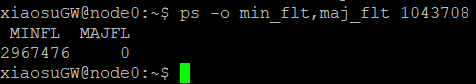 xiaosuGW@node0:~$ ps -o min_flt,maj_flt 1043708
 MINFL  MAJFL
2967476      0
xiaosuGW@node0:~$